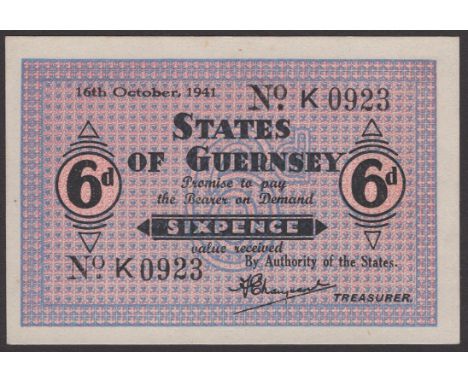 16th October, 1941 No K 0923
STATES
OF GUERNSEY
6d 6d
Promise to pay
the Bearer on Demand
SIXPENCE
value received
No K 0923 By Authority of the States.
TREASURER.